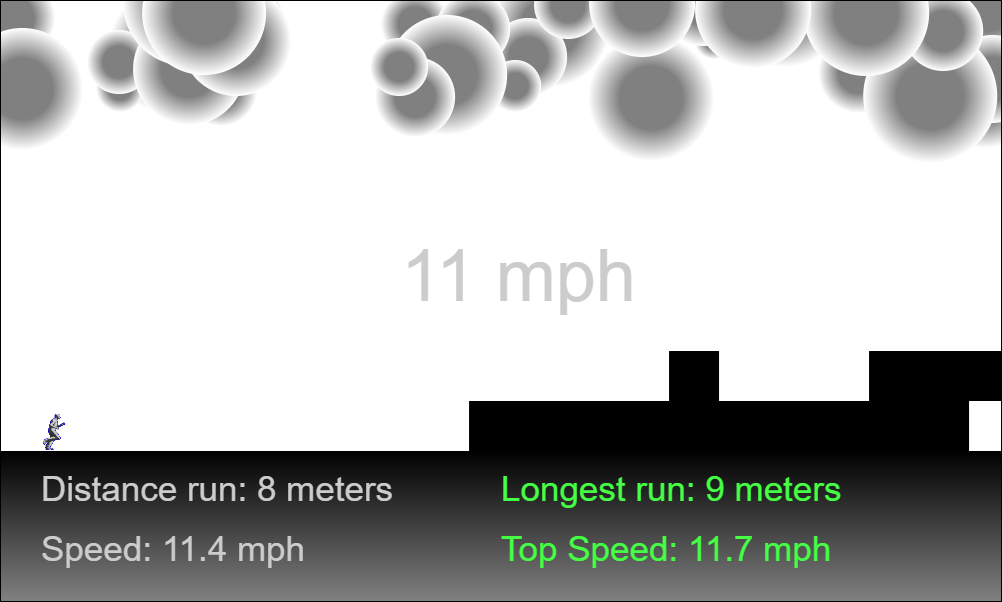 11 mph
Distance run: 8 meters
Longest run: 9 meters
Speed: 11.4 mph
Top Speed: 11.7 mph